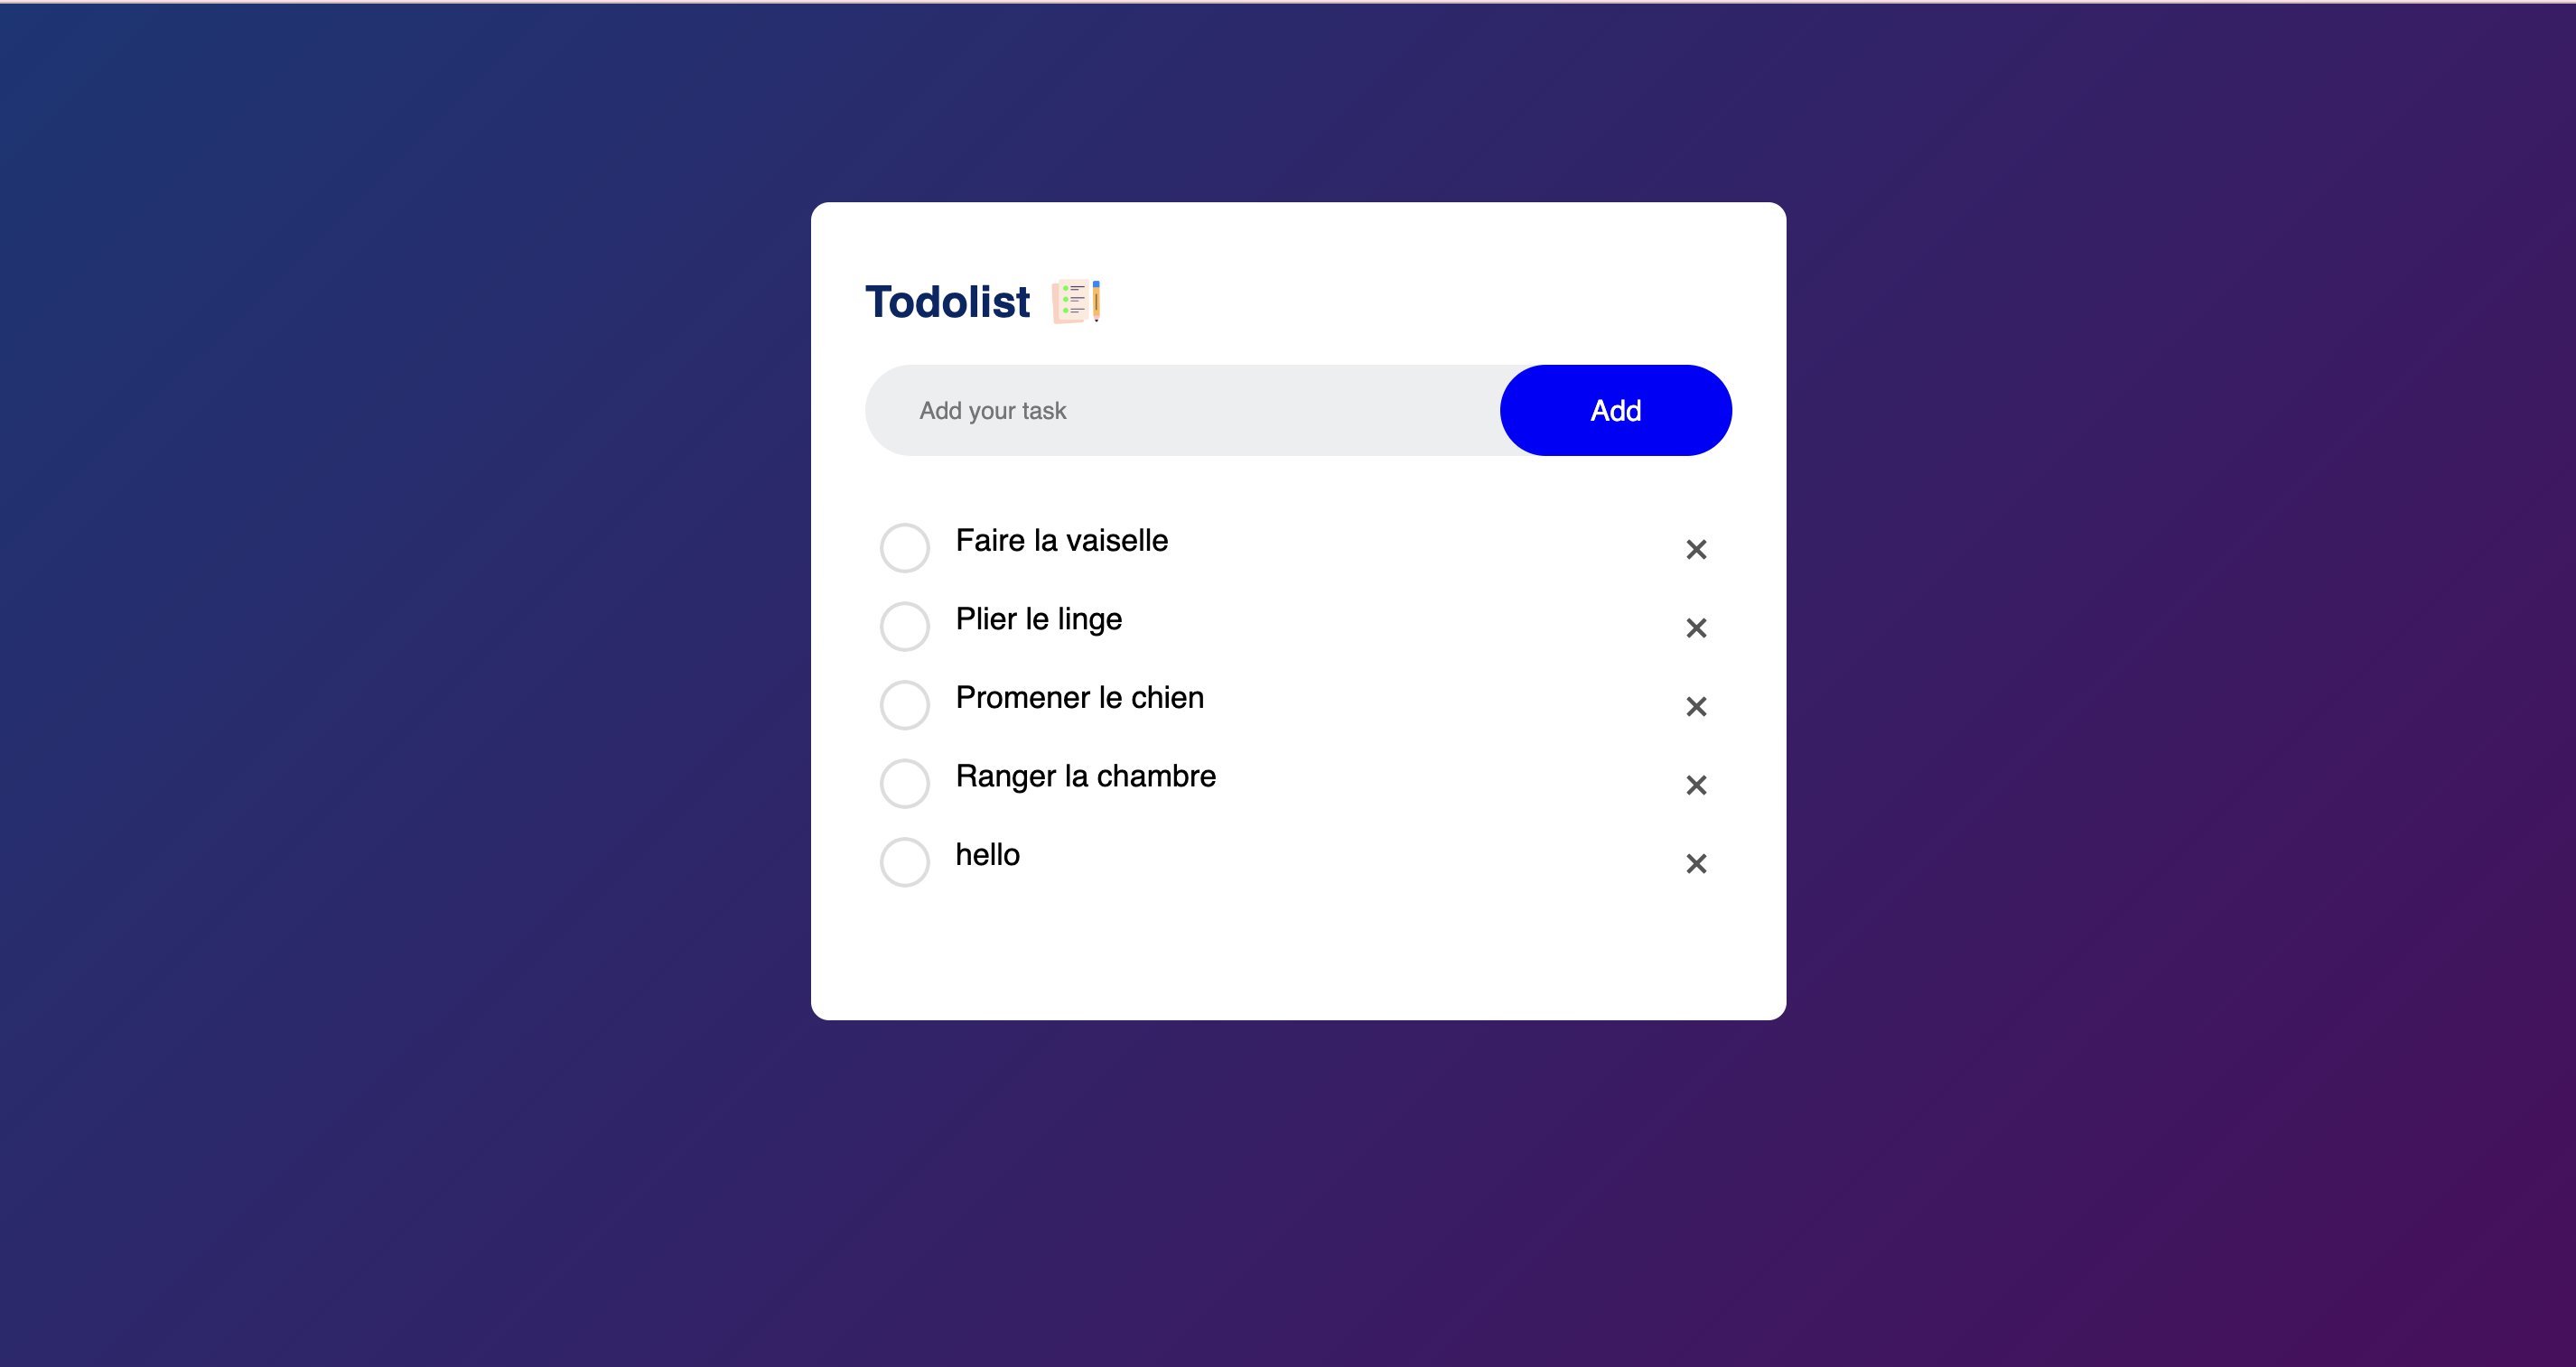 Todolist
Add your task
Add
Faire la vaiselle
Plier le linge
Promener le chien
Ranger la chambre
hello